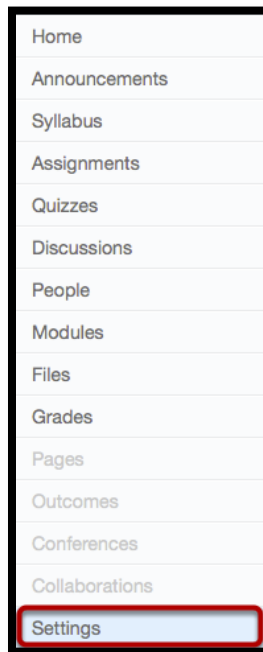 Home
Announcements
Syllabus
Assignments
Quizzes
Discussions
People
Modules
Files
Grades
Pages
Outcomes
Conferences
Collaborations
Settings